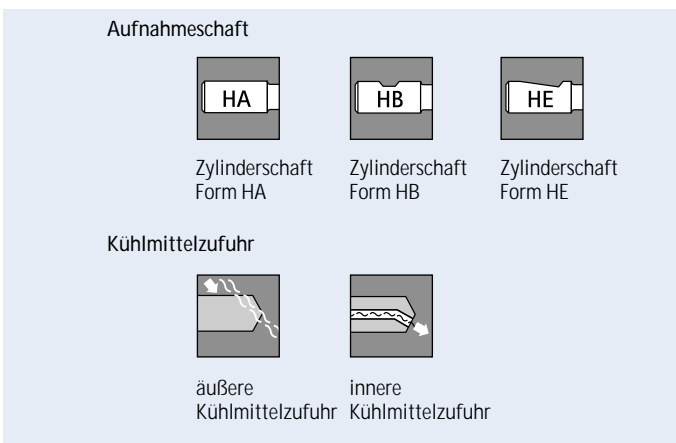 Aufnahmeschaft
HA
HB
HE
Zylinderschaft
Form HA
Zylinderschaft
Form HB
Zylinderschaft
Form HE
Kühlmittelzufuhr
äußere
Kühlmittelzufuhr
innere
Kühlmittelzufuhr